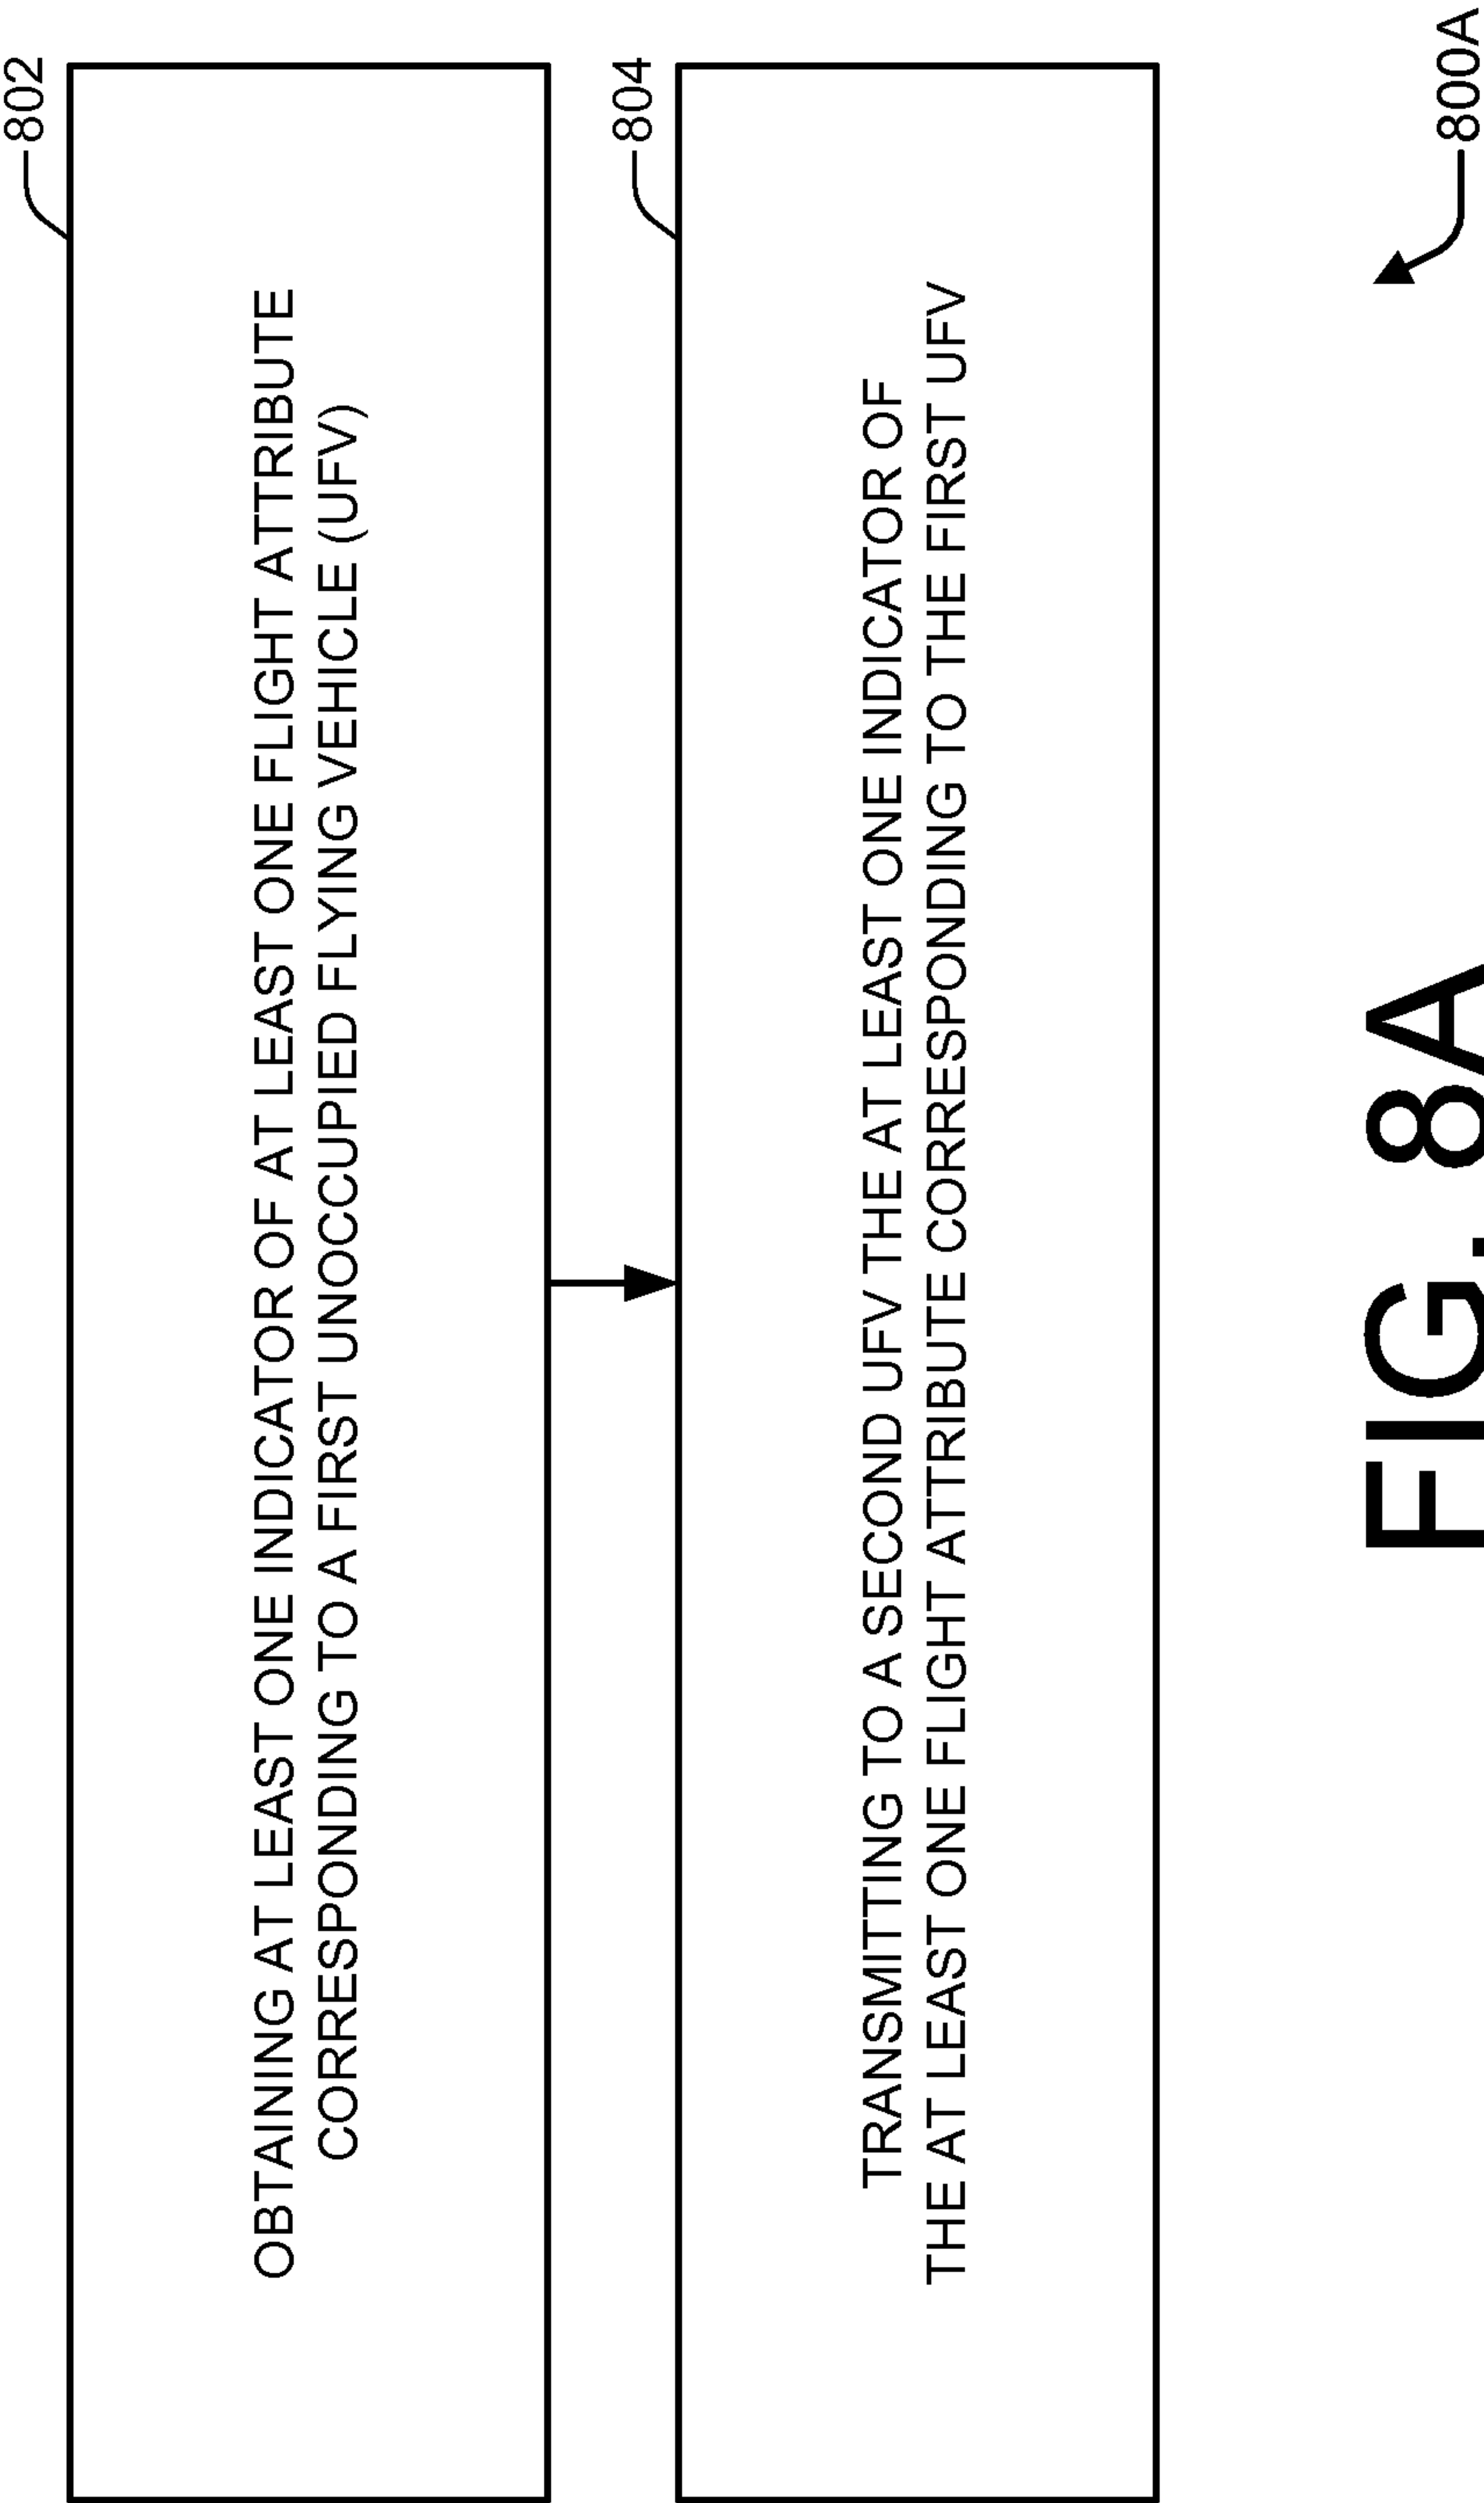 802
OBTAINING AT LEAST ONE INDICATOR OF AT LEAST ONE FLIGHT ATTRIBUTE
CORRESPONDING TO A FIRST UNOCCUPIED FLYING VEHICLE (UFV)
804
TRANSMITTING TO A SECOND UFV THE AT LEAST ONE INDICATOR OF
THE AT LEAST ONE FLIGHT ATTRIBUTE CORRESPONDING TO THE FIRST UFV
800A
FIG. 8A